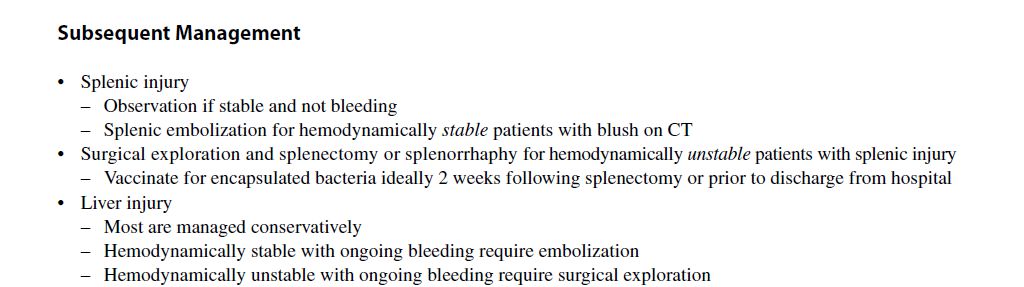 Subsequent Management
• Splenic injury
– Observation if stable and not bleeding
– Splenic embolization for hemodynamically stable patients with blush on CT
• Surgical exploration and splenectomy or splenorrhaphy for hemodynamically unstable patients with splenic injury
– Vaccinate for encapsulated bacteria ideally 2 weeks following splenectomy or prior to discharge from hospital
• Liver injury
– Most are managed conservatively
– Hemodynamically stable with ongoing bleeding require embolization
– Hemodynamically unstable with ongoing bleeding require surgical exploration